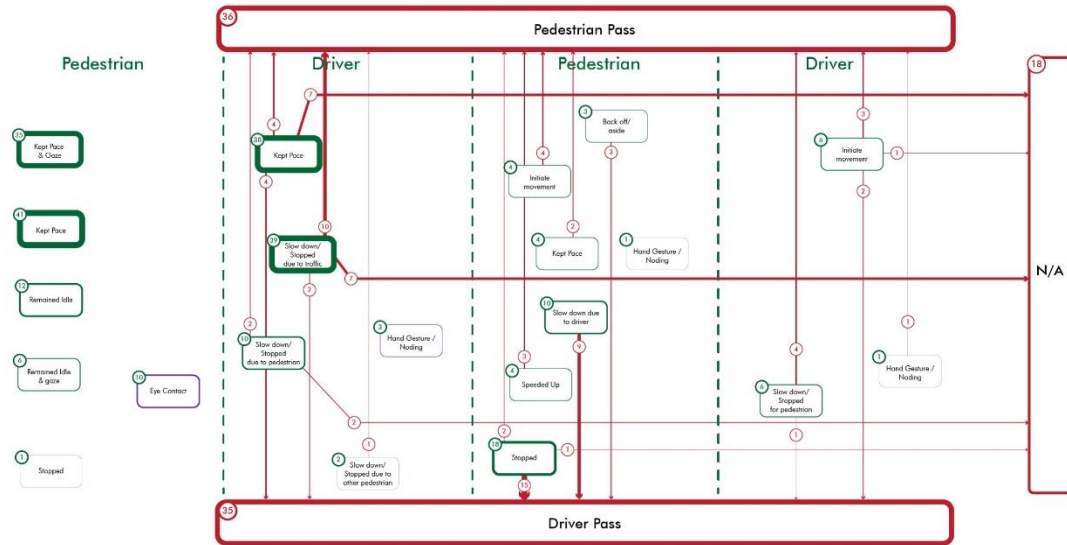 36
Pedestrian Pass
Pedestrian
Driver
Pedestrian
Driver
18
7
3
Back off/
aside
35
Kept Pace
& Gaze
4
38
Kept Pace
3
6
Initiate
movement
1
3
4
4
Initiate
movement
4
2
41
Kept Pace
10
39
Slow down/
Stopped
due to traffic
2
4
Kept Pace
1
Hand Gesture /
Noding
N/A
7
2
12
Remained Idle
10
Slow down due
to driver
2
10
Slow down/
Stopped
due to pedestrian
3
Hand Gesture /
Noding
9
3
4
1
1
Hand Gesture /
Noding
6
Remained Idle
& gaze
10
Eye Contact
4
Speeded Up
6
Slow down/
Stopped
for pedestrian
2
2
1
1
1
Stopped
2
Slow down/
Stopped due to
other pedestrian
18
Stopped
1
15
35
Driver Pass